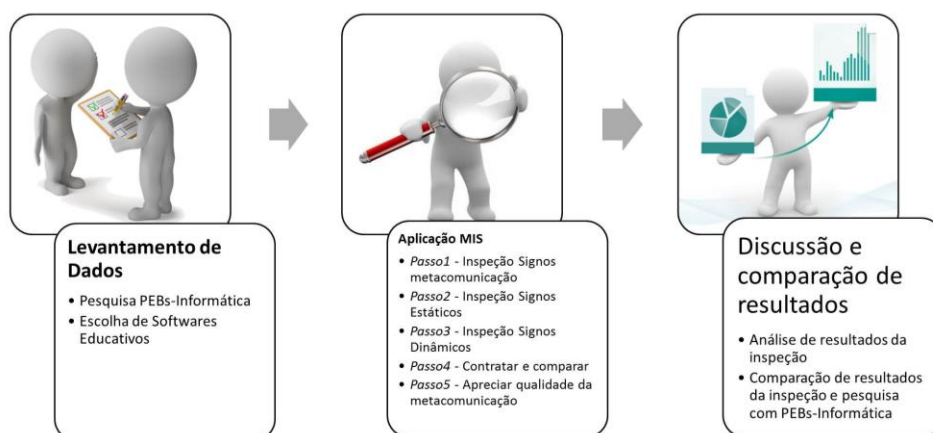 Levantamento de
Dados
• Pesquisa PEBs-Informática
• Escolha de Softwares
Educativos
Aplicação MIS
• Passo1 - Inspeção Signos
metacomunicação
• Passo2 - Inspeção Signos
Estáticos
• Passo3 - Inspeção Signos
Dinâmicos
• Passo4 - Contratar e comparar
• Passo5 - Apreciar qualidade da
metacomunicação
Discussão e
comparação de
resultados
• Análise de resultados da
inspeção
• Comparação de resultados
da inspeção e pesquisa
com PEBs-Informática